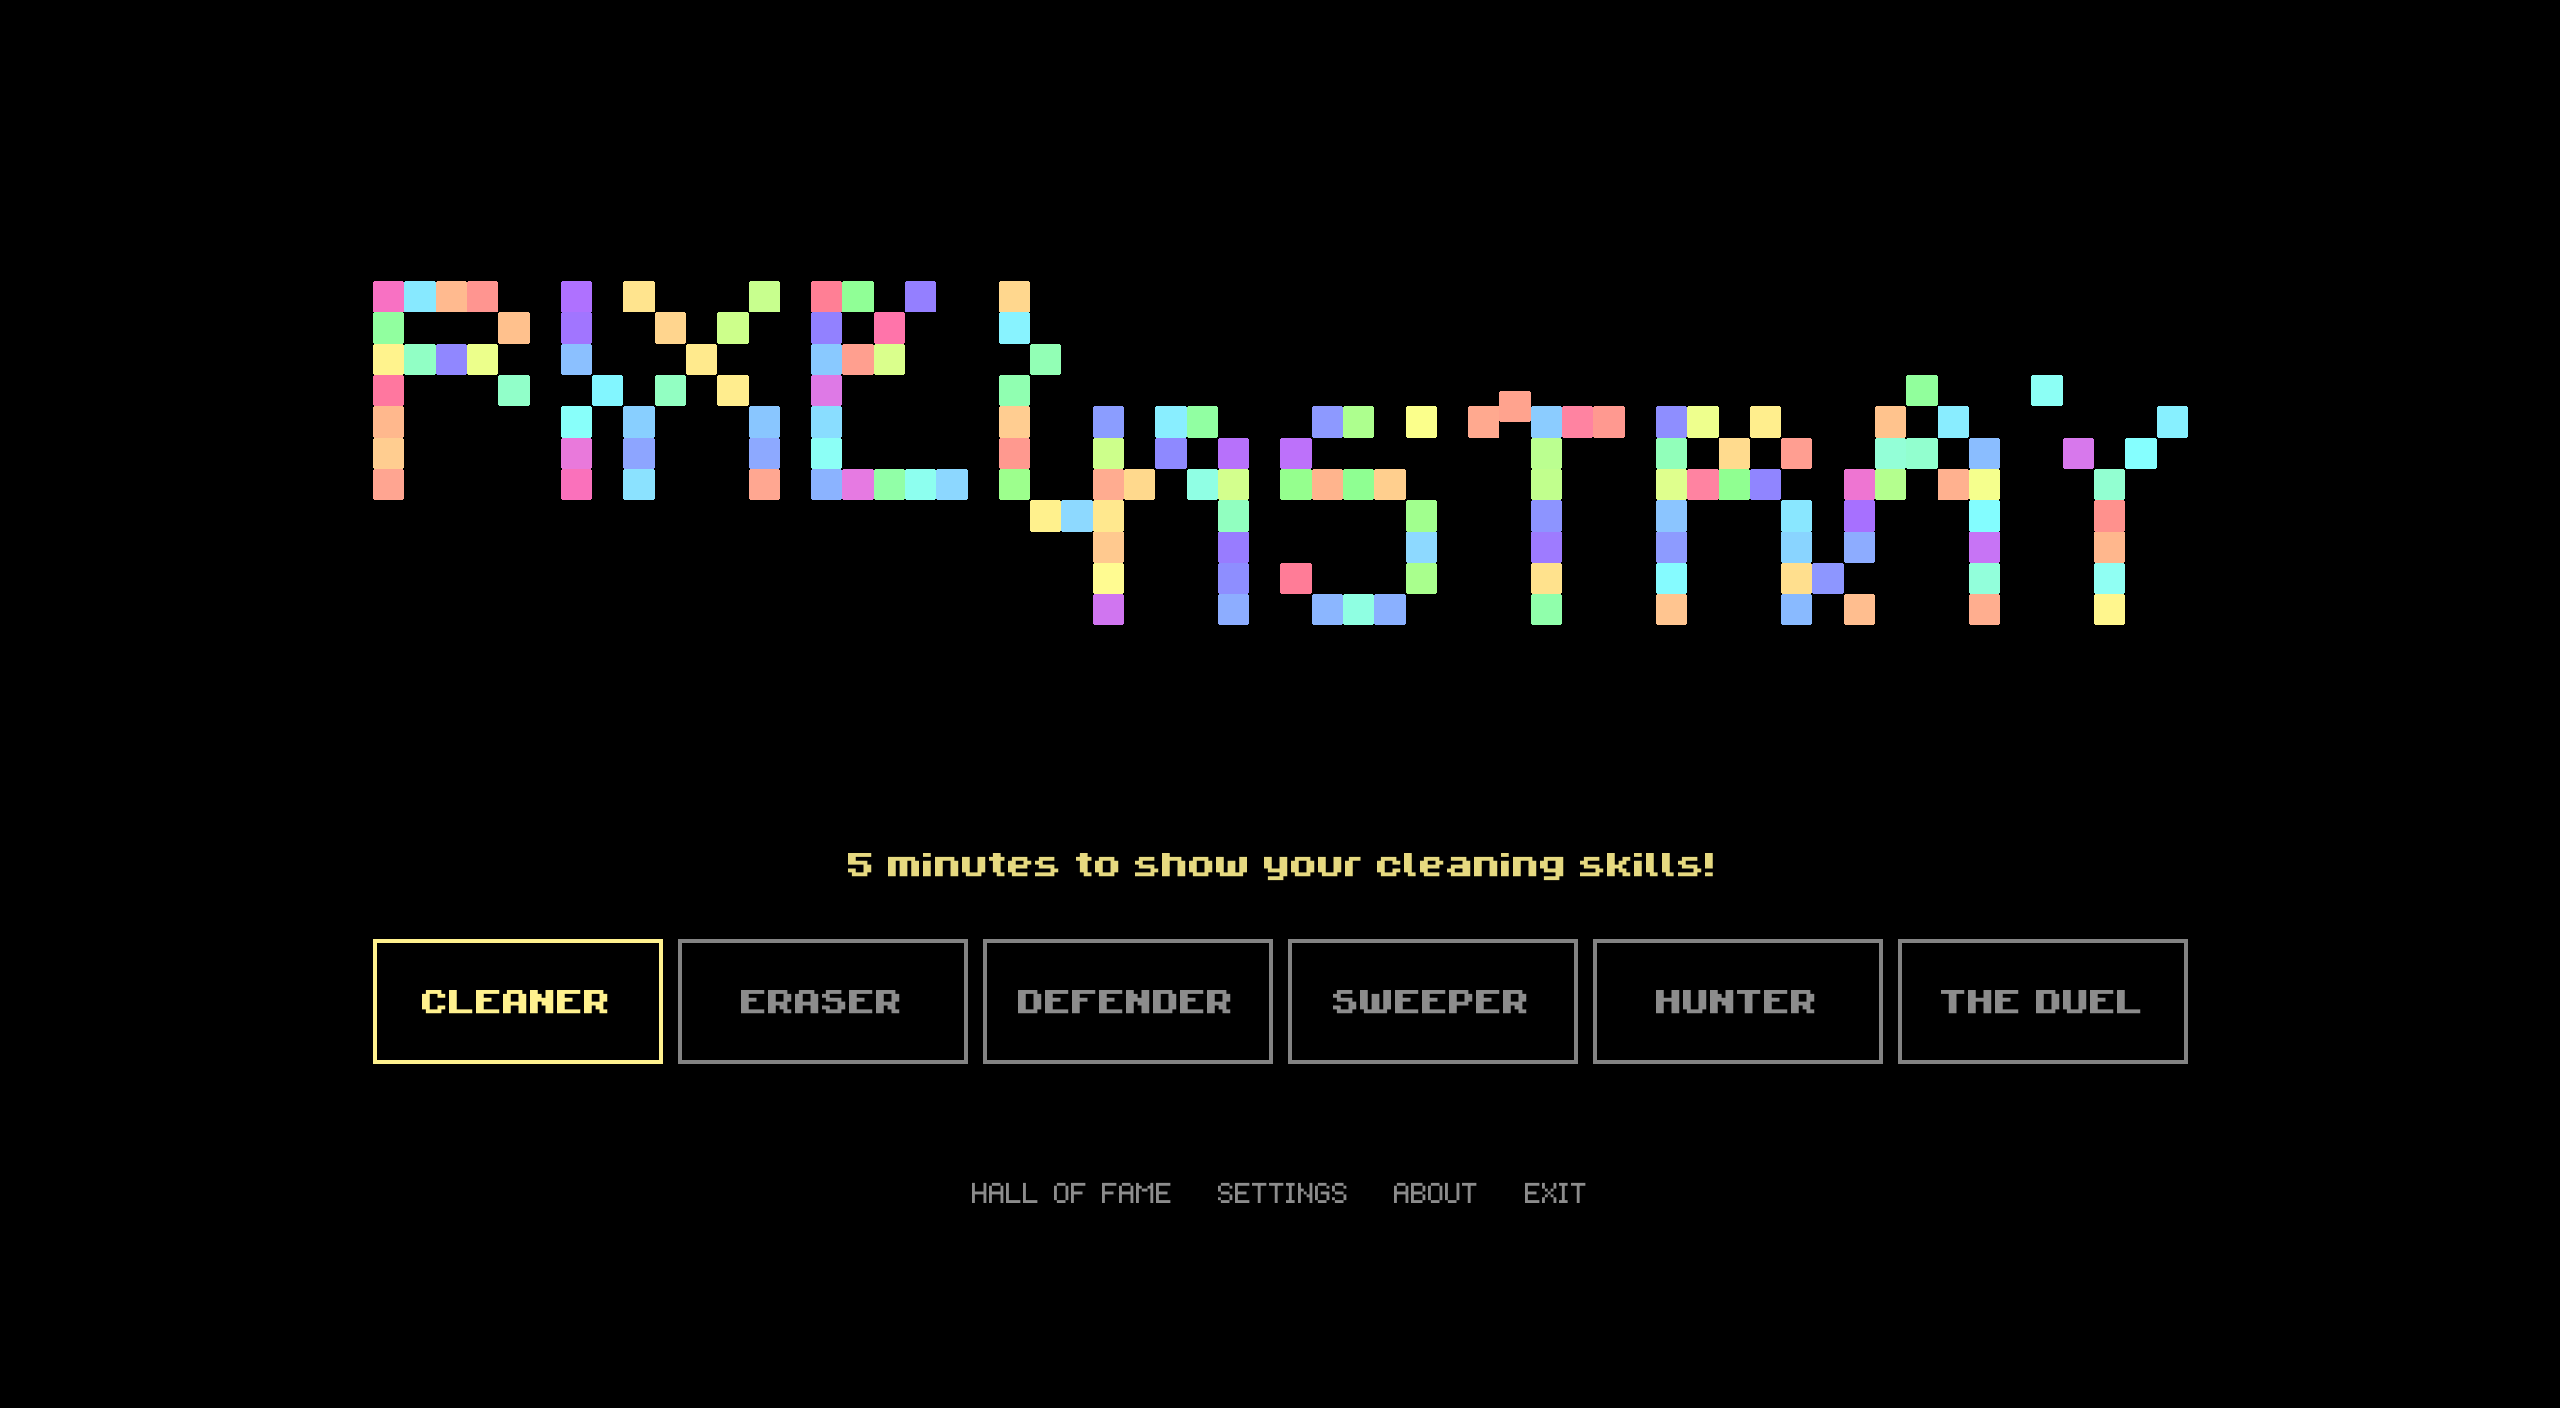 PIXEL
ASTRAY
5 minutes to show your cleaning skills!
CLEANER ERASER DEFENDER SWEEPER HUNTER THE DUEL
HALL OF FAME SETTINGS ABOUT EXIT